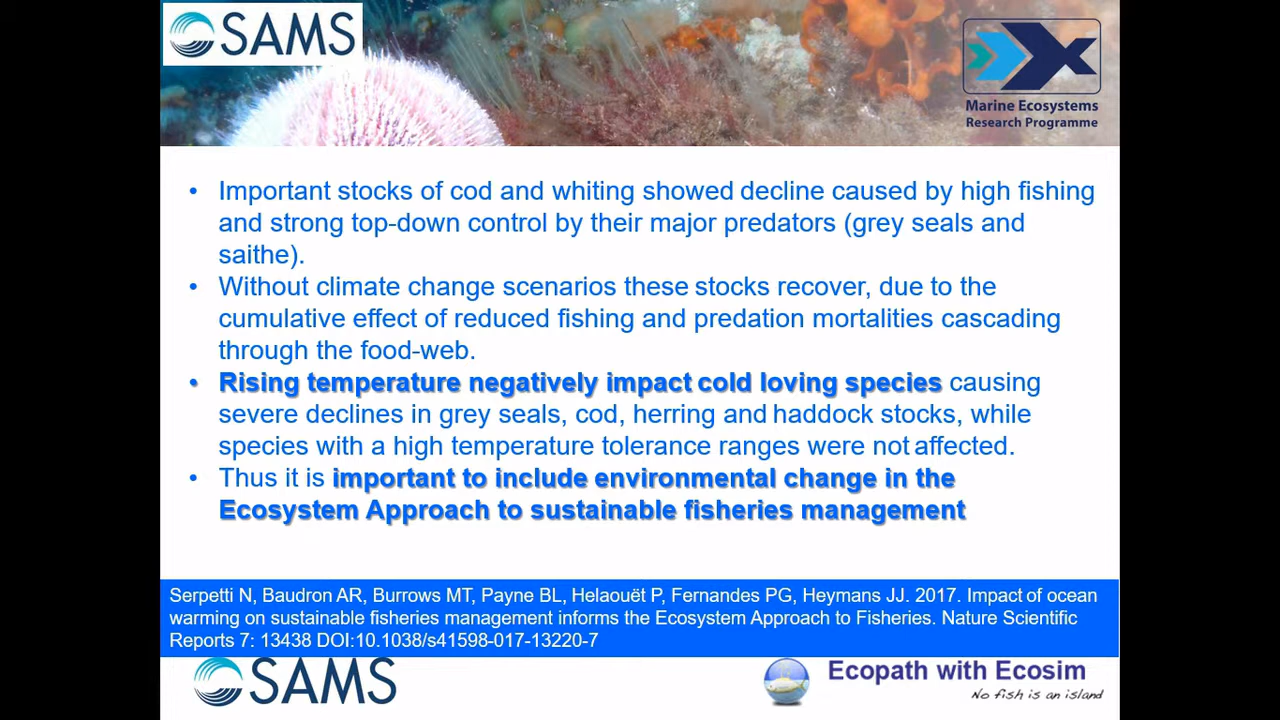 SAMS
Marine Ecosystems
Research Programme
• Important stocks of cod and whiting showed decline caused by high fishing
and strong top-down control by their major predators (grey seals and
saithe).
• Without climate change scenarios these stocks recover, due to the
cumulative effect of reduced fishing and predation mortalities cascading
through the food-web.
• Rising temperature negatively impact cold loving species causing
severe declines in grey seals, cod, herring and haddock stocks, while
species with a high temperature tolerance ranges were not affected.
• Thus it is important to include environmental change in the
Ecosystem Approach to sustainable fisheries management
Serpetti N, Baudron AR, Burrows MT, Payne BL, Helaouët P, Fernandes PG, Heymans JJ. 2017. Impact of ocean
warming on sustainable fisheries management informs the Ecosystem Approach to Fisheries. Nature Scientific
Reports 7: 13438 DOI:10.1038/s41598-017-13220-7
SAMS
Ecopath with Ecosim
No fish is an island